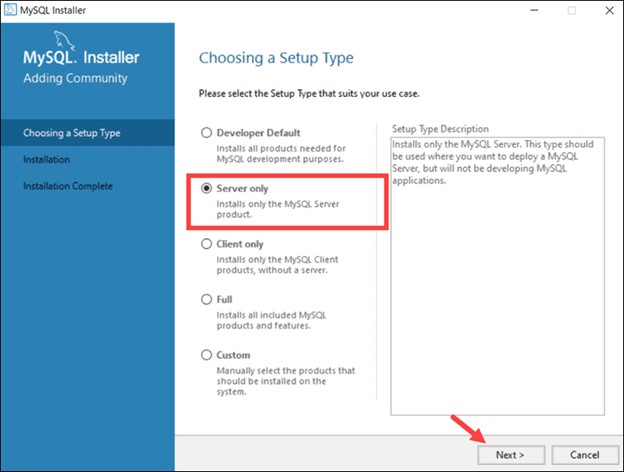 MySQL Installer
MySQL. Installer
Adding Community
Choosing a Setup Type
Installation
Installation Complete
Choosing a Setup Type
Please select the Setup Type that suits your use case.
Developer Default
Installs all products needed for
MySQL development purposes.
Server only
Installs only the MySQL Server
product.
Client only
Installs only the MySQL Client
products, without a server.
Full
Installs all included MySQL
products and features.
Custom
Manually select the products that
should be installed on the
system.
Setup Type Description
Installs only the MySQL Server. This type should
be used where you want to deploy a MySQL
Server, but will not be developing MySQL
applications.
Next >
Cancel